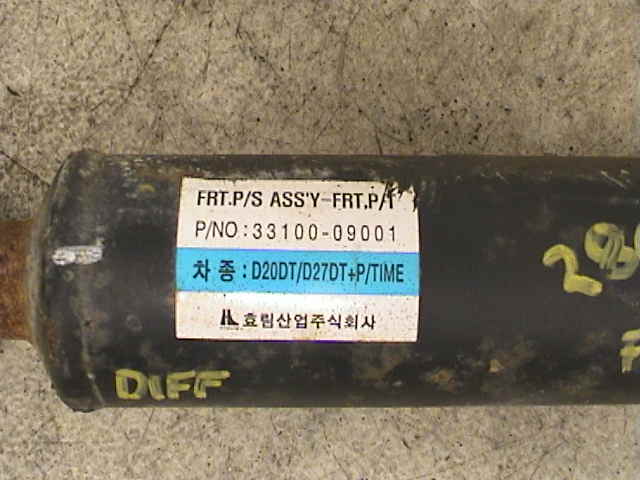 FRT.P/S ASS'Y-FRT.P/T
P/NO:33100-09001
차 종: D20DT/D27DT+P/TIME
효림산업주식회사
DIFF